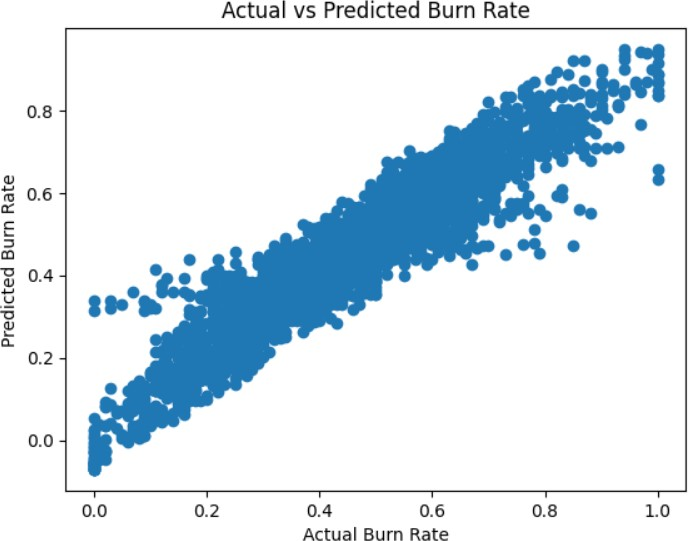 Actual vs Predicted Burn Rate
Predicted Burn Rate
0.8
0.6
0.4
0.2
0.0
0.0 0.2 0.4 0.6 0.8 1.0
Actual Burn Rate